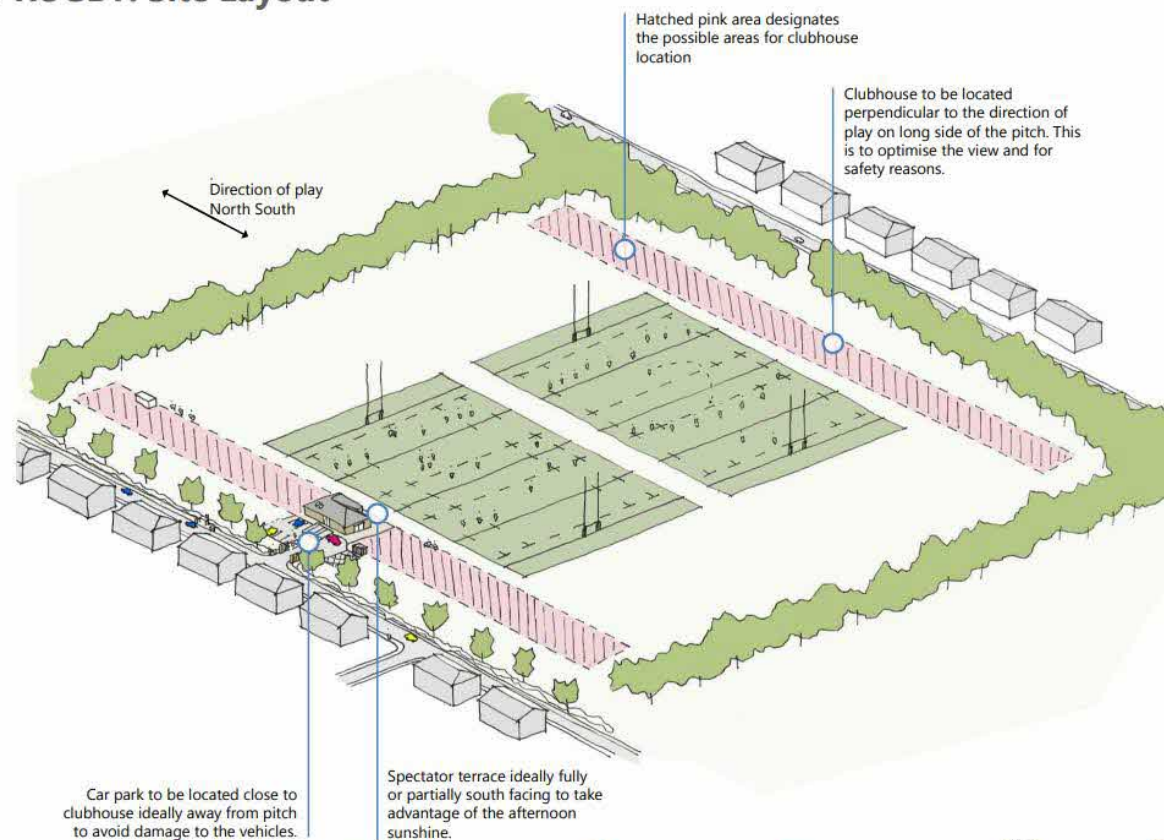 RUGBY: Site Layout
Hatched pink area designates
the possible areas for clubhouse
location
Clubhouse to be located
perpendicular to the direction of
play on long side of the pitch. This
is to optimise the view and for
safety reasons.
Direction of play
North South
Car park to be located close to
clubhouse ideally away from pitch
to avoid damage to the vehicles.
Spectator terrace ideally fully
or partially south facing to take
advantage of the afternoon
sunshine.